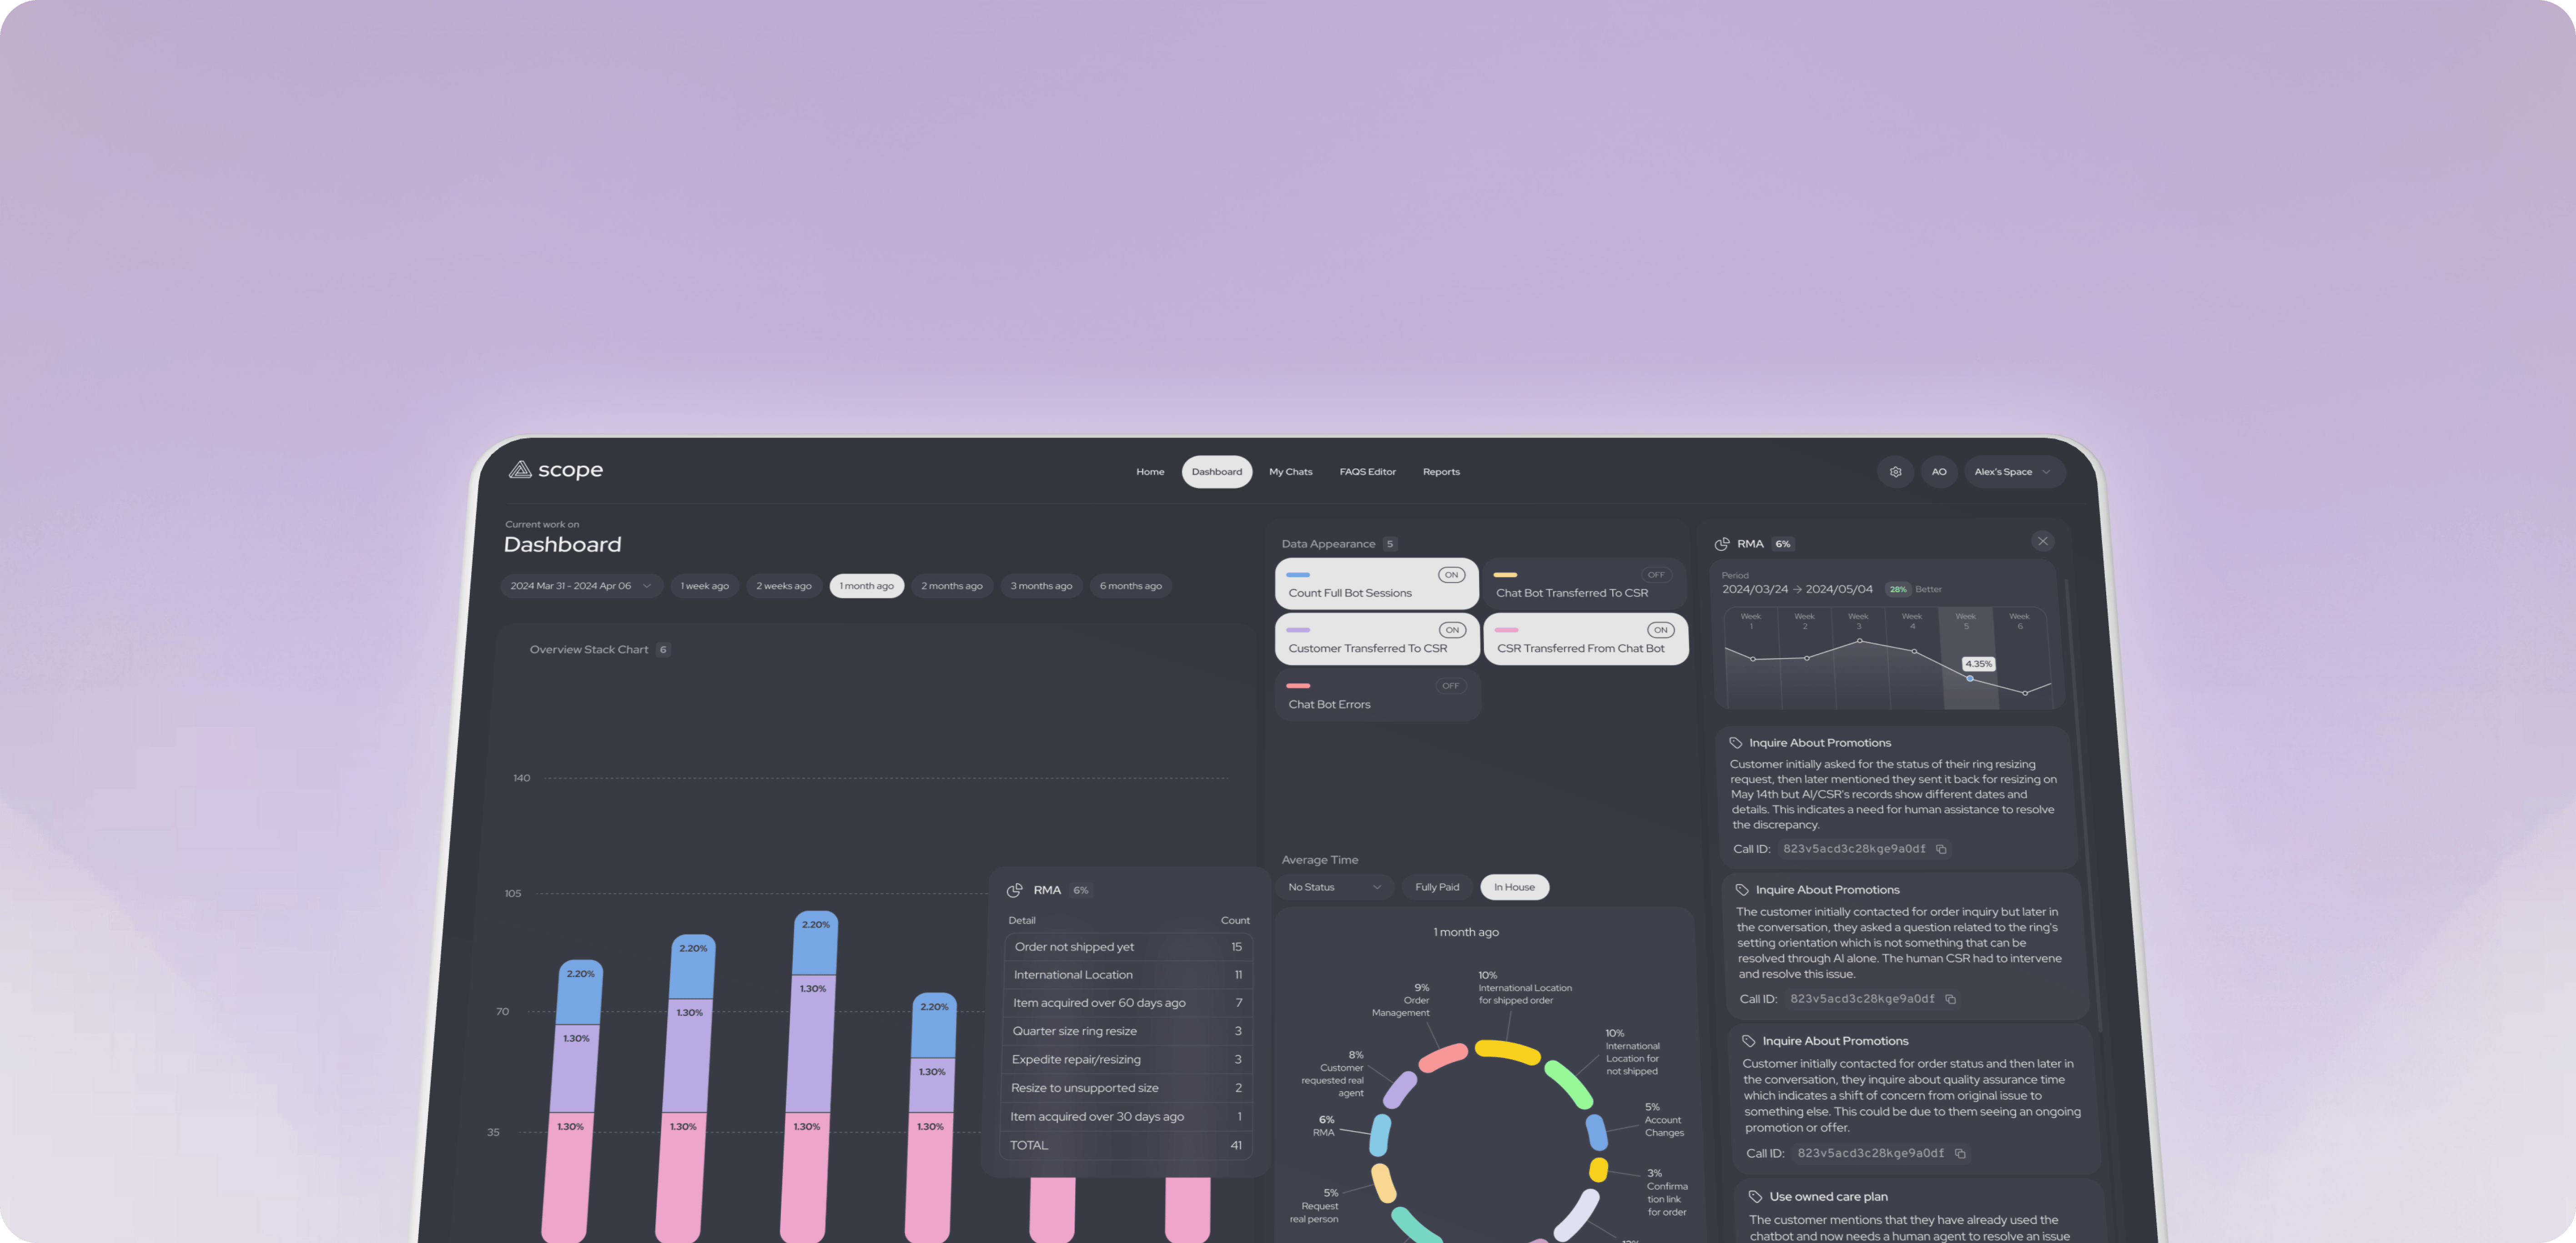 scope
Home
Dashboard
My Chats
FAQS Editor
Reports
AO
Alex's Space
Current work on
Dashboard
2024 Mar 31 - 2024 Apr 06
1 week ago
2 weeks ago
1 month ago
2 months ago
3 months ago
6 months ago
Overview Stack Chart 6
140
105
70
35
2.20%
1.30%
1.30%
2.20%
1.30%
1.30%
2.20%
1.30%
1.30%
2.20%
1.30%
1.30%
RMA 6%
Detail Count
Order not shipped yet 15
International Location 11
Item acquired over 60 days ago 7
Quarter size ring resize 3
Expedite repair/resizing 3
Resize to unsupported size 2
Item acquired over 30 days ago 1
TOTAL 41
Data Appearance 5
ON
Count Full Bot Sessions
OFF
Chat Bot Transferred To CSR
ON
Customer Transferred To CSR
ON
CSR Transferred From Chat Bot
OFF
Chat Bot Errors
Average Time
No Status
Fully Paid
In House
1 month ago
10%
International Location
for shipped order
10%
International
Location for
not shipped
5%
Account
Changes
3%
Confirma
tion link
for order
9%
Order
Management
8%
Customer
requested real
agent
6%
RMA
5%
Request
real person
RMA 6%
Period
2024/03/24 → 2024/05/04 28% Better
Week
1
Week
2
Week
3
Week
4
Week
5
Week
6
4.35%
Inquire About Promotions
Customer initially asked for the status of their ring resizing
request, then later mentioned they sent it back for resizing on
May 14th but AI/CSR's records show different dates and
details. This indicates a need for human assistance to resolve
the discrepancy.
Call ID: 823v5acd3c28kge9a0df
Inquire About Promotions
The customer initially contacted for order inquiry but later in
the conversation, they asked a question related to the ring's
setting orientation which is not something that can be
resolved through AI alone. The human CSR had to intervene
and resolve this issue.
Call ID: 823v5acd3c28kge9a0df
Inquire About Promotions
Customer initially contacted for order status and then later in
the conversation, they inquire about quality assurance time
which indicates a shift of concern from original issue to
something else. This could be due to them seeing an ongoing
promotion or offer.
Call ID: 823v5acd3c28kge9a0df
Use owned care plan
The customer mentions that they have already used the
chatbot and now needs a human agent to resolve an issue